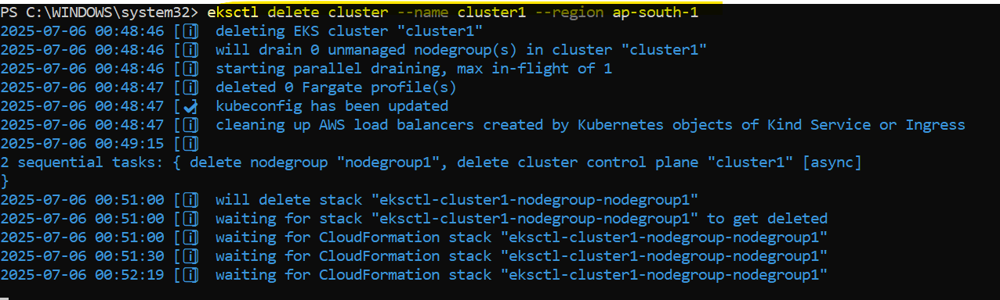 PS C:\WINDOWS\system32> eksctl delete cluster --name cluster1 --region ap-south-1
2025-07-06 00:48:46 [ℹ]  deleting EKS cluster "cluster1"
2025-07-06 00:48:46 [ℹ]  will drain 0 unmanaged nodegroup(s) in cluster "cluster1"
2025-07-06 00:48:46 [ℹ]  starting parallel draining, max in-flight of 1
2025-07-06 00:48:47 [ℹ]  deleted 0 Fargate profile(s)
2025-07-06 00:48:47 [✔]  kubeconfig has been updated
2025-07-06 00:48:47 [ℹ]  cleaning up AWS load balancers created by Kubernetes objects of Kind Service or Ingress
2025-07-06 00:49:15 [ℹ]
2 sequential tasks: { delete nodegroup "nodegroup1", delete cluster control plane "cluster1" [async]
}
2025-07-06 00:51:00 [ℹ]  will delete stack "eksctl-cluster1-nodegroup-nodegroup1"
2025-07-06 00:51:00 [ℹ]  waiting for stack "eksctl-cluster1-nodegroup-nodegroup1" to get deleted
2025-07-06 00:51:00 [ℹ]  waiting for CloudFormation stack "eksctl-cluster1-nodegroup-nodegroup1"
2025-07-06 00:51:30 [ℹ]  waiting for CloudFormation stack "eksctl-cluster1-nodegroup-nodegroup1"
2025-07-06 00:52:19 [ℹ]  waiting for CloudFormation stack "eksctl-cluster1-nodegroup-nodegroup1"